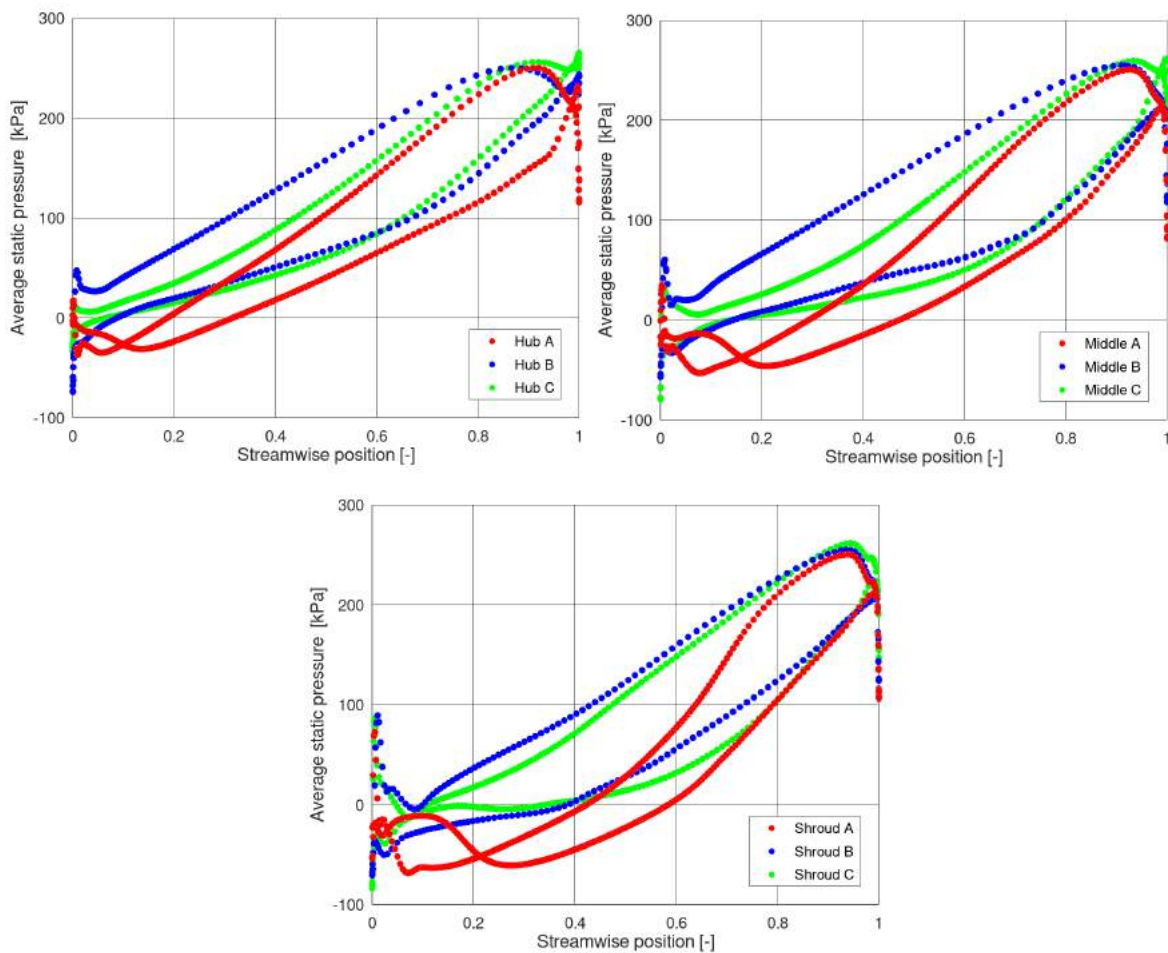 300
200
100
0
-100
Average static pressure [kPa]
0 0.2 0.4 0.6 0.8 1
Streamwise position [-]
Hub A
Hub B
Hub C
300
200
100
0
-100
Average static pressure [kPa]
0 0.2 0.4 0.6 0.8 1
Streamwise position [-]
Middle A
Middle B
Middle C
300
200
100
0
-100
Average static pressure [kPa]
0 0.2 0.4 0.6 0.8 1
Streamwise position [-]
Shroud A
Shroud B
Shroud C